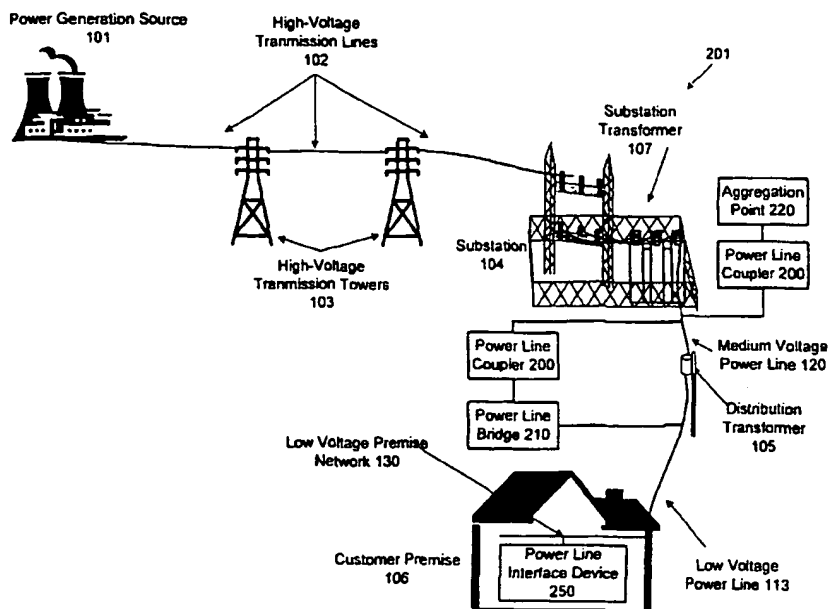 Power Generation Source
101
High-Voltage
Tranmission Lines
102
201
Substation
Transformer
107
Aggregation
Point 220
Power Line
Coupler 200
Substation
104
High-Voltage
Tranmission Towers
103
Power Line
Coupler 200
Medium Voltage
Power Line 120
Power Line
Bridge 210
Distribution
Transformer
105
Low Voltage Premise
Network 130
Customer Premise
106
Power Line
Interface Device
250
Low Voltage
Power Line 113